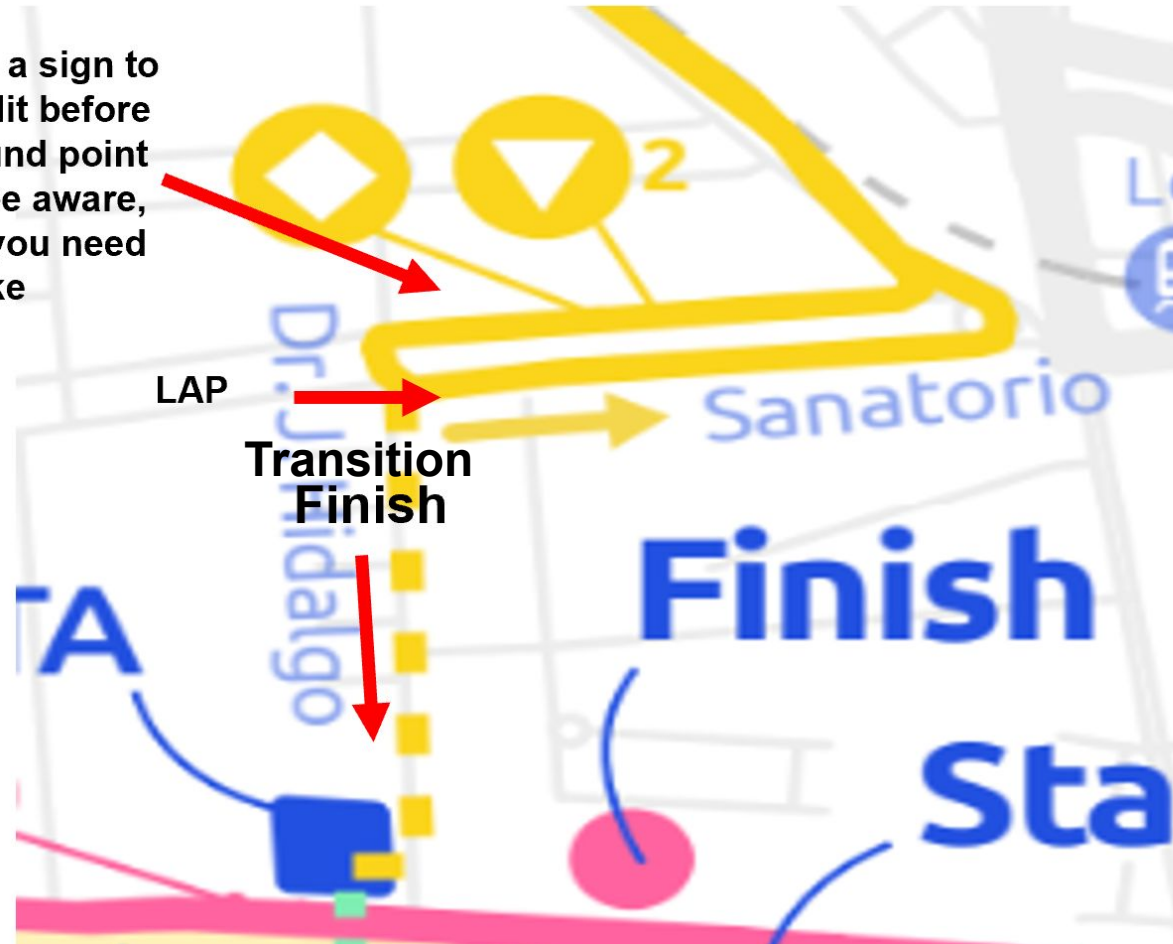 a sign to
lit before
und point
e aware,
you need
ke
2
L
Dr. J. Hidalgo
LAP
Sanatorio
Transition
Finish
TA
Finish
Sta